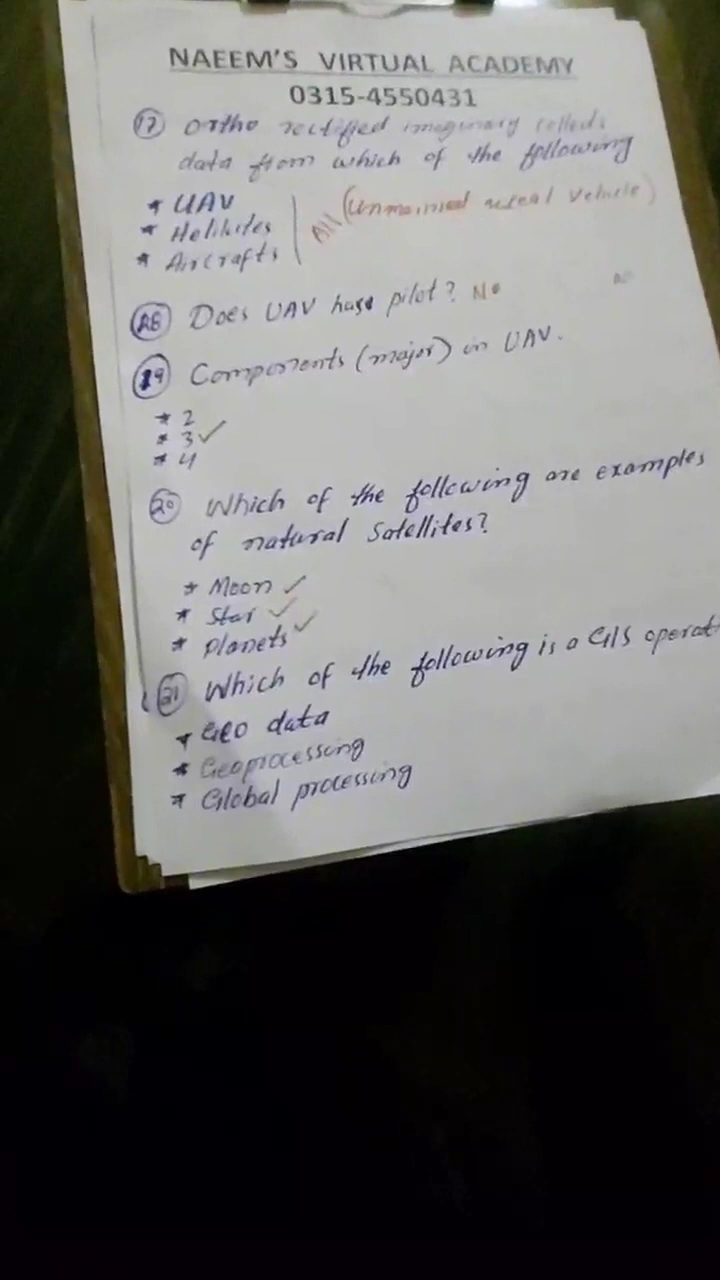 NAEEM'S VIRTUAL ACADEMY
0315-4550431
17 Ortho rectified imaginary collects
data from which of the following
* UAV
* Helikites
* Aircrafts
All (Unmanned aereal Vehicle)
18 Does UAV hase pilot? No
19 Components (major) in UAV.
* 2
* 3 ✓
* 4
20 Which of the following are examples
of natural Satellites?
* Moon ✓
* Star ✓
* Planets ✓
21 Which of the following is a GIS operat
* Geo data
* Geoprocessing
* Global processing